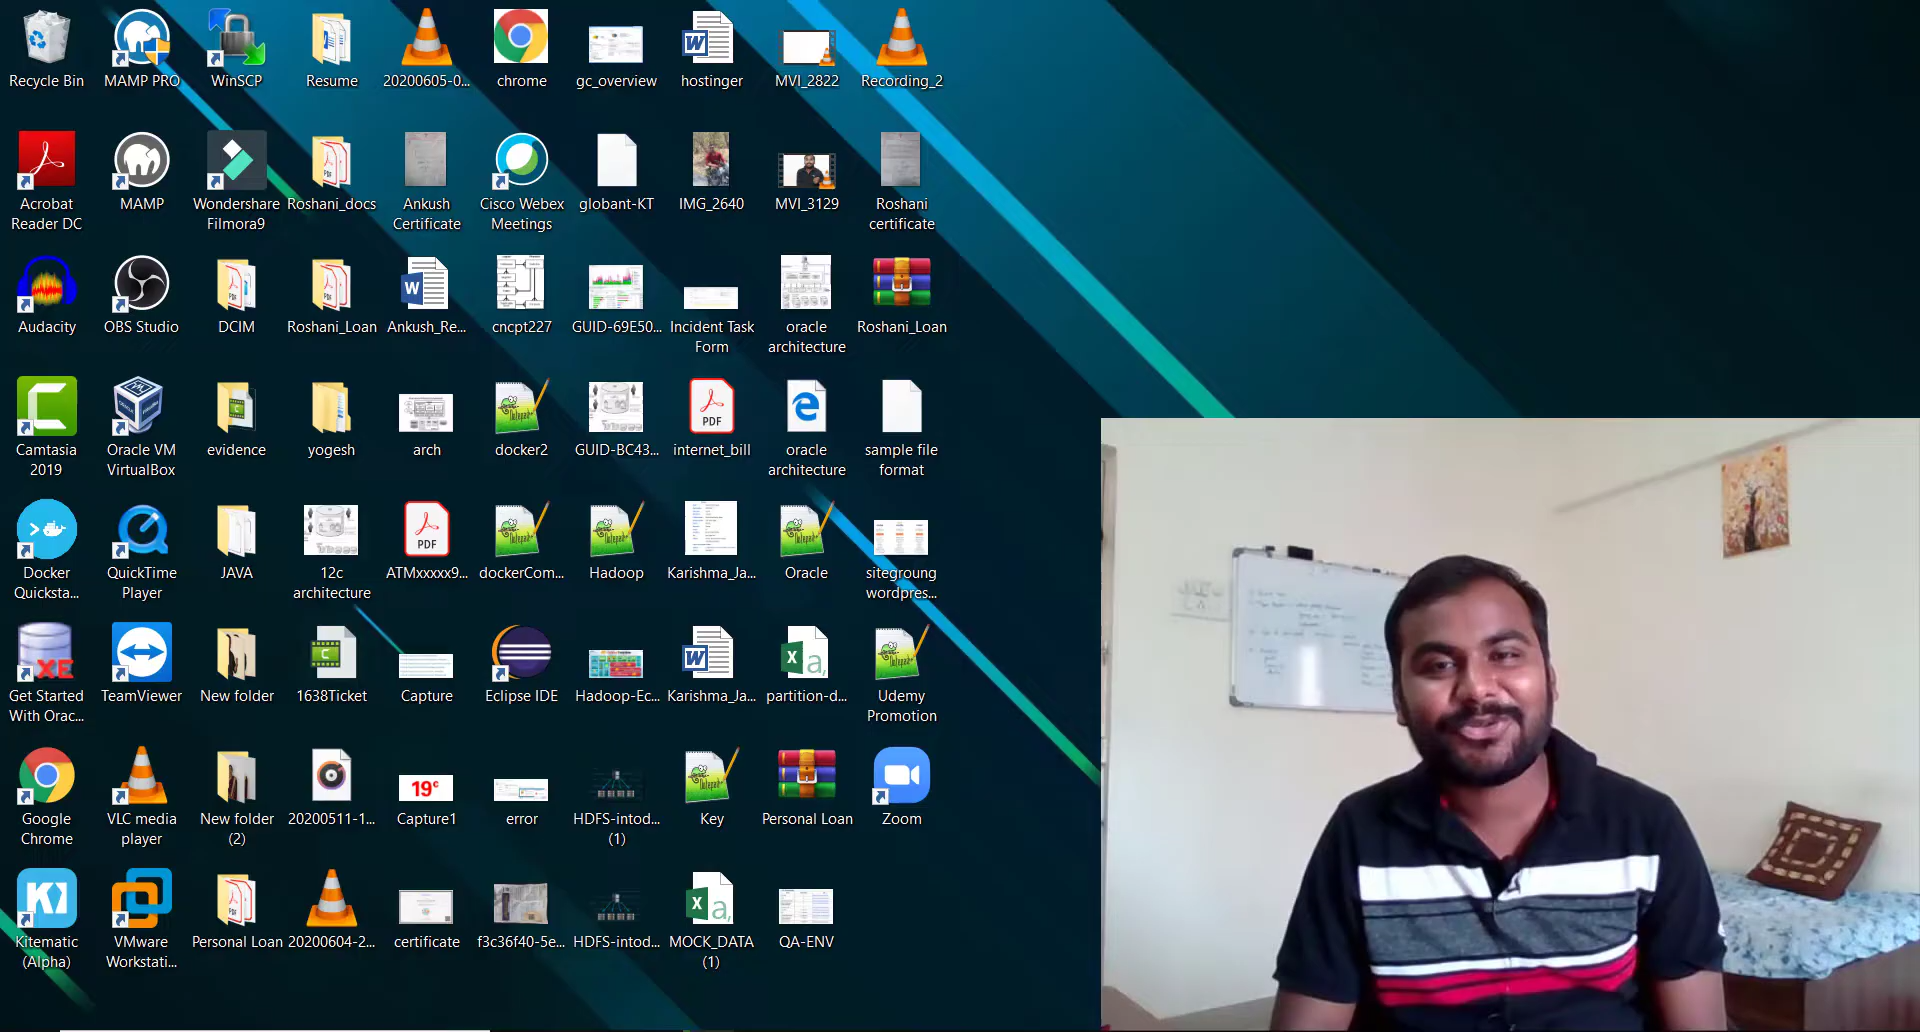 Recycle Bin
MAMP PRO
WinSCP
Resume
20200605-0...
chrome
gc_overview
hostinger
MVI_2822
Recording_2
Acrobat
Reader DC
MAMP
Wondershare
Filmora9
Roshani_docs
Ankush
Certificate
Cisco Webex
Meetings
globant-KT
IMG_2640
MVI_3129
Roshani
certificate
Audacity
OBS Studio
DCIM
Roshani_Loan
Ankush_Re...
cncpt227
GUID-69E50...
Incident Task
Form
oracle
architecture
Roshani_Loan
Camtasia
2019
Oracle VM
VirtualBox
evidence
yogesh
arch
docker2
GUID-BC43...
PDF
internet_bill
oracle
architecture
sample file
format
Docker
Quicksta...
QuickTime
Player
JAVA
12c
architecture
PDF
ATMxxxxx9...
dockerCom...
Hadoop
Karishma_Ja...
Oracle
sitegroung
wordpres...
XE
Get Started
With Orac...
TeamViewer
New folder
1638Ticket
Capture
Eclipse IDE
Hadoop-Ec...
Karishma_Ja...
partition-d...
Udemy
Promotion
Google
Chrome
VLC media
player
New folder
(2)
20200511-1...
19c
Capture1
error
HDFS-intod...
(1)
Key
Personal Loan
Zoom
Kitematic
(Alpha)
VMware
Workstati...
Personal Loan
20200604-2...
certificate
f3c36f40-5e...
HDFS-intod...
MOCK_DATA
(1)
QA-ENV